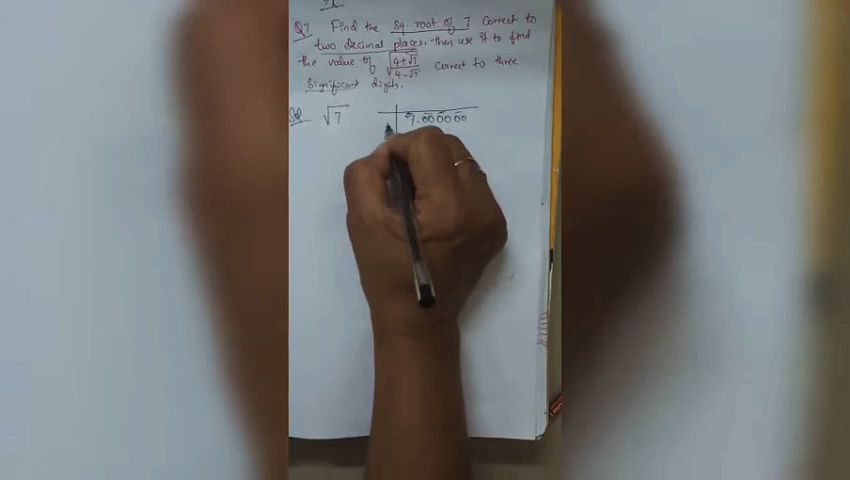 Q7 Find the sq. root of 7 correct to
two decimal places, then use it to find
the value of √(4+√7 / 4-√7) correct to three
significant digits.
Sol √7 7.000000